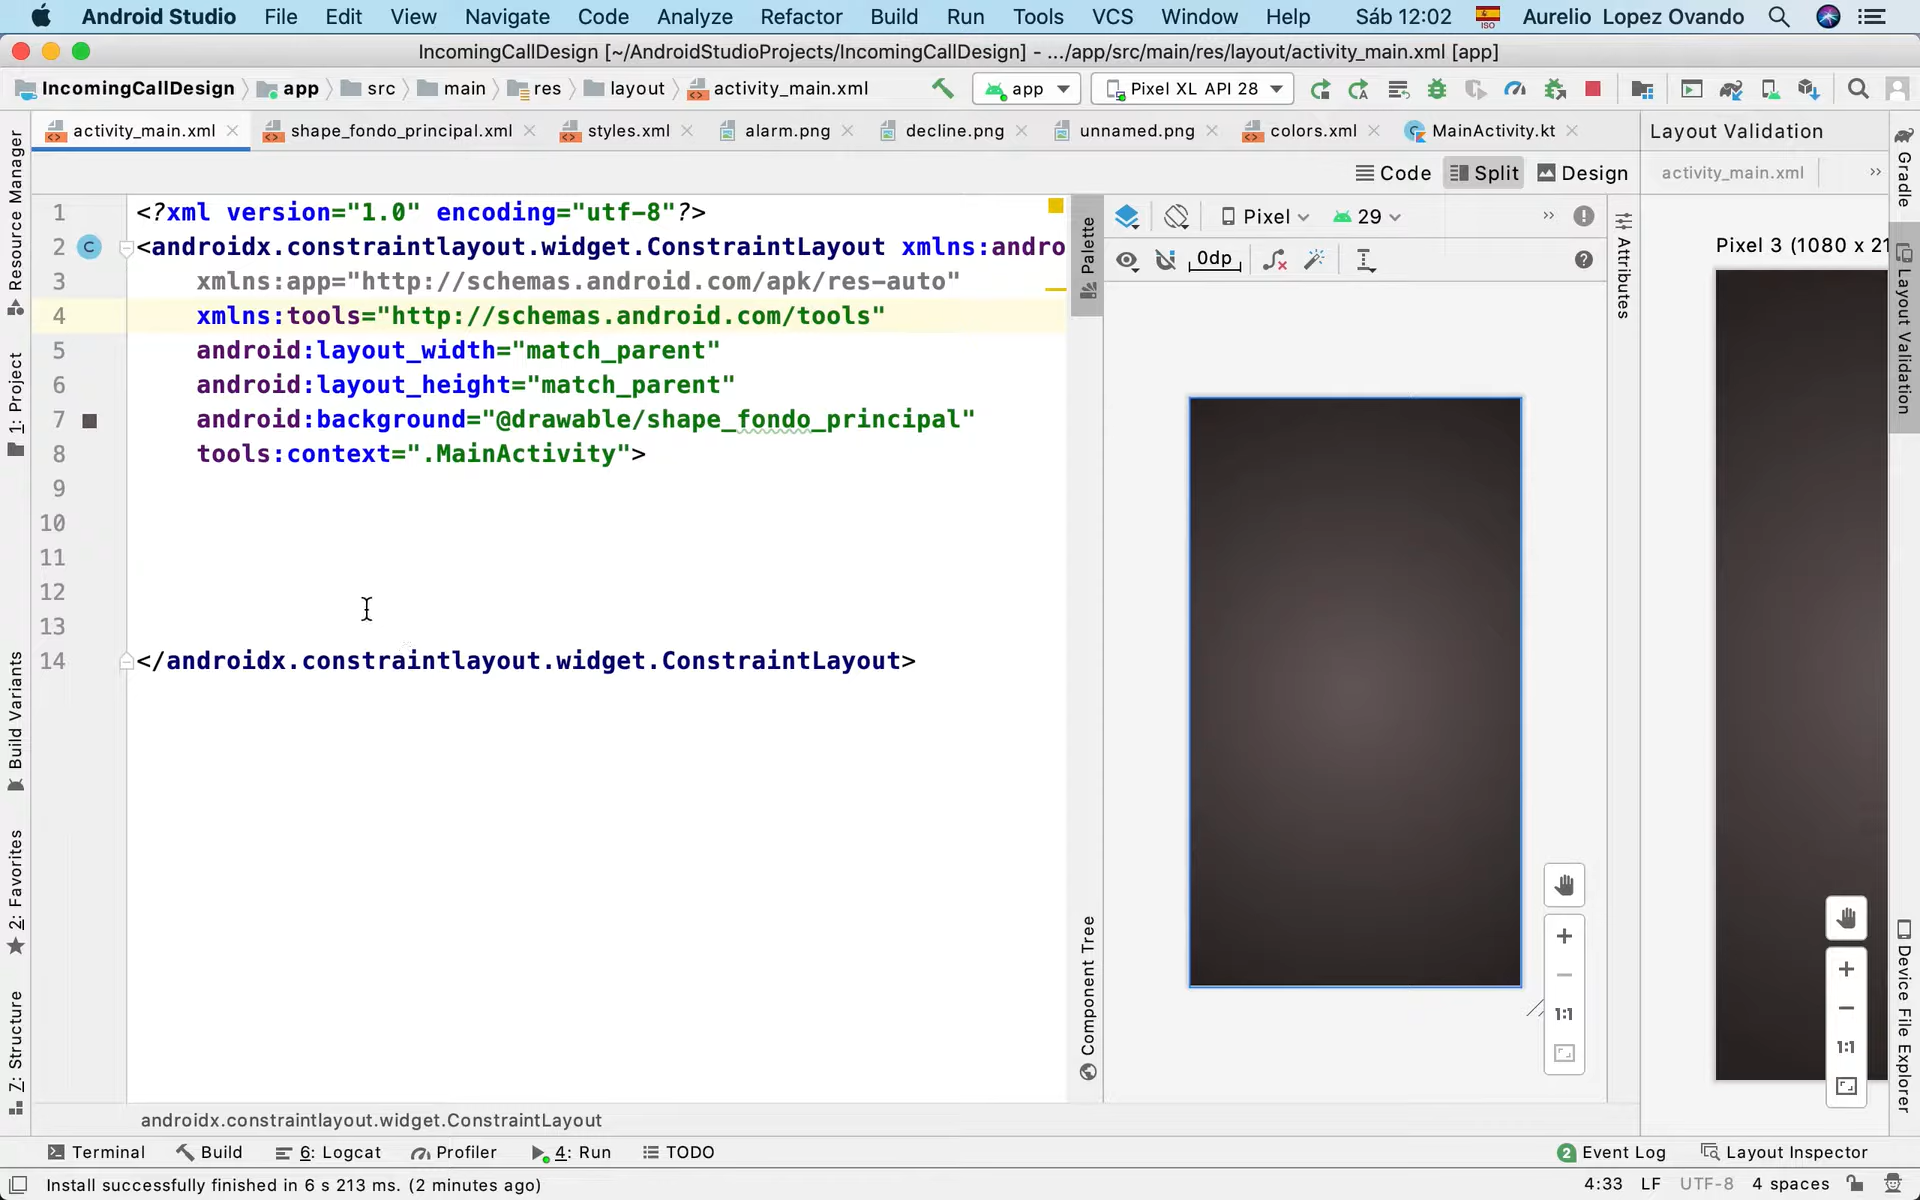 Android Studio File Edit View Navigate Code Analyze Refactor Build Run Tools VCS Window Help Sáb 12:02 ISO Aurelio Lopez Ovando
IncomingCallDesign [~/AndroidStudioProjects/IncomingCallDesign] - .../app/src/main/res/layout/activity_main.xml [app]
IncomingCallDesign app src main res layout activity_main.xml app Pixel XL API 28
activity_main.xml shape_fondo_principal.xml styles.xml alarm.png decline.png unnamed.png colors.xml MainActivity.kt Layout Validation
Code Split Design activity_main.xml
Pixel 29
0dp
Pixel 3 (1080 x 21
1 <?xml version="1.0" encoding="utf-8"?>
2 <androidx.constraintlayout.widget.ConstraintLayout xmlns:andro
3 xmlns:app="http://schemas.android.com/apk/res-auto"
4 xmlns:tools="http://schemas.android.com/tools"
5 android:layout_width="match_parent"
6 android:layout_height="match_parent"
7 android:background="@drawable/shape_fondo_principal"
8 tools:context=".MainActivity">
9
10
11
12
13
14 </androidx.constraintlayout.widget.ConstraintLayout>
Resource Manager
1: Project
Build Variants
2: Favorites
Z: Structure
Palette
Component Tree
Attributes
Gradle
Layout Validation
Device File Explorer
1:1
1:1
androidx.constraintlayout.widget.ConstraintLayout
Terminal Build 6: Logcat Profiler 4: Run TODO 2 Event Log Layout Inspector
Install successfully finished in 6 s 213 ms. (2 minutes ago) 4:33 LF UTF-8 4 spaces